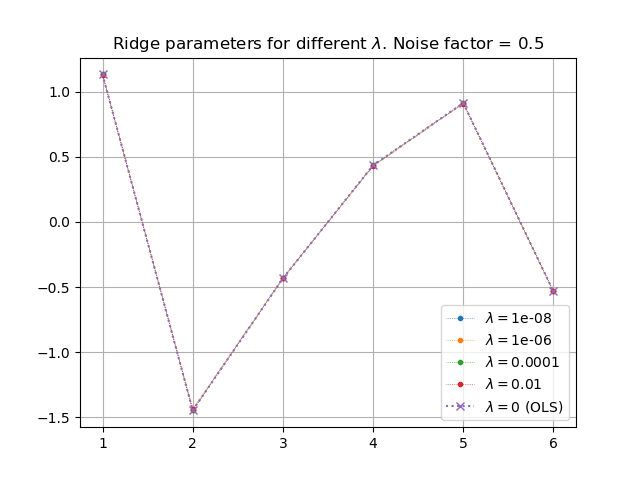 Ridge parameters for different λ. Noise factor = 0.5
1.0
0.5
0.0
−0.5
−1.0
−1.5
1 2 3 4 5 6
λ = 1e-08
λ = 1e-06
λ = 0.0001
λ = 0.01
λ = 0 (OLS)